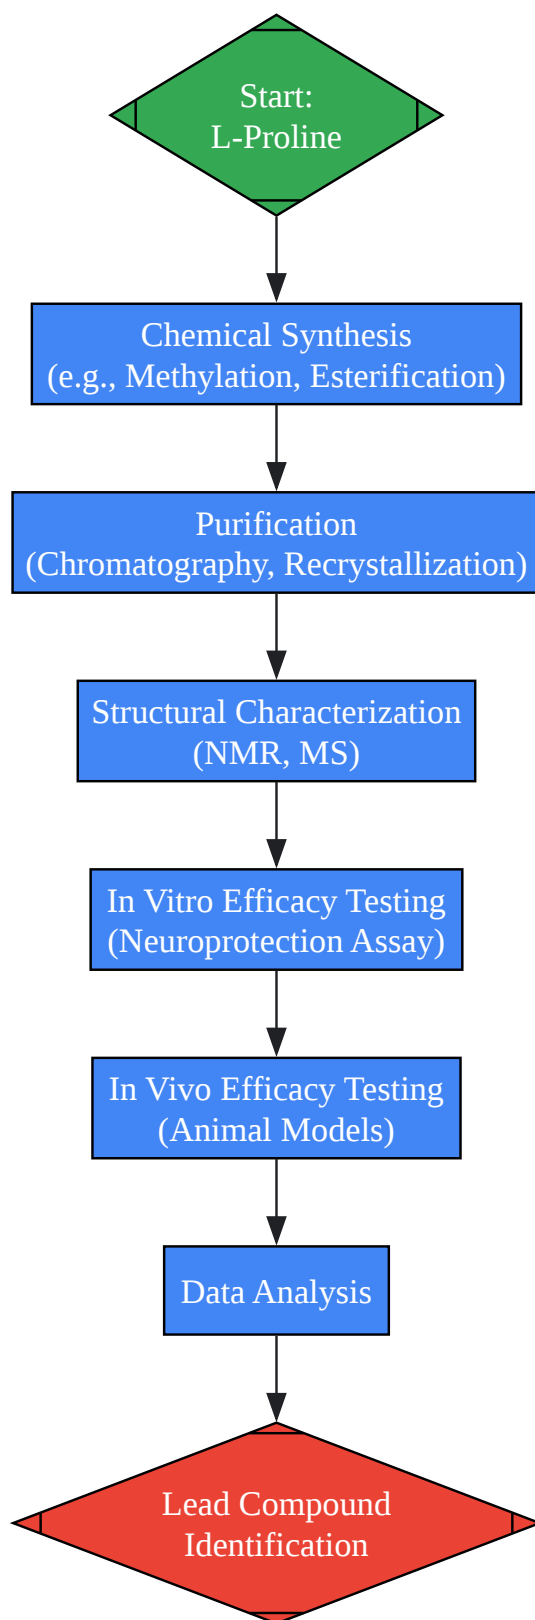 Start:
L-Proline
Chemical Synthesis
(e.g., Methylation, Esterification)
Purification
(Chromatography, Recrystallization)
Structural Characterization
(NMR, MS)
In Vitro Efficacy Testing
(Neuroprotection Assay)
In Vivo Efficacy Testing
(Animal Models)
Data Analysis
Lead Compound
Identification